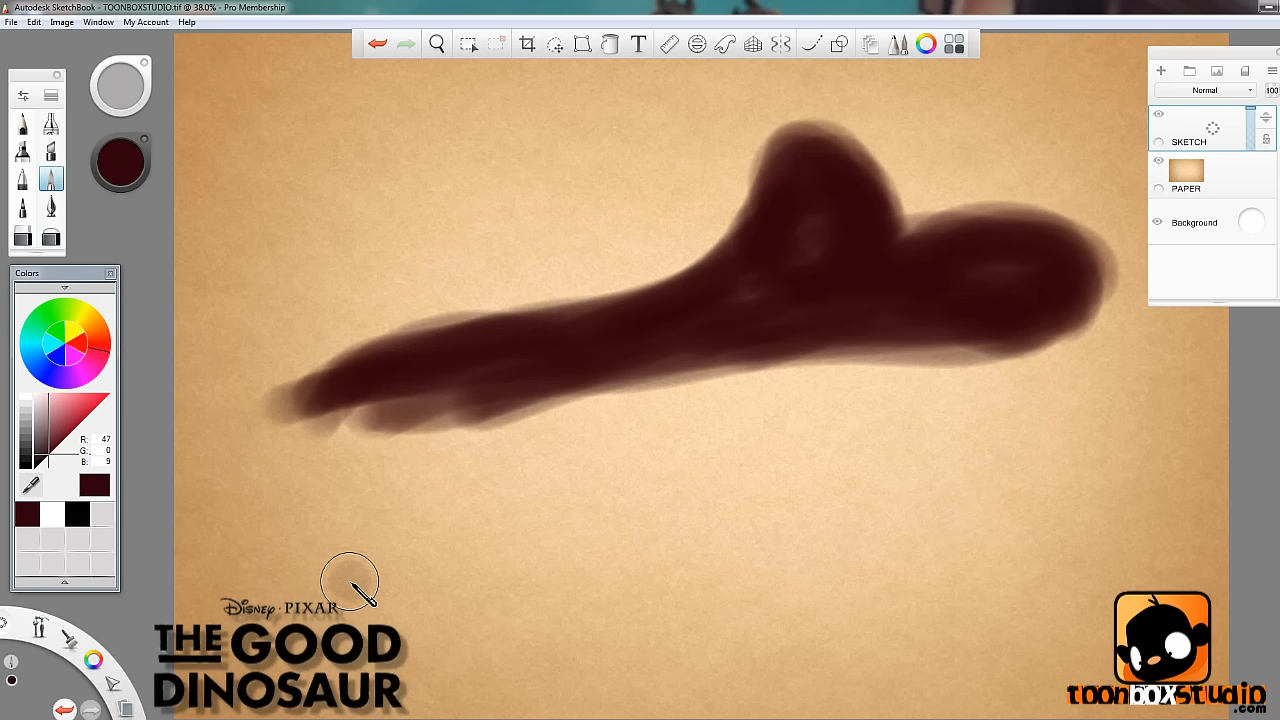 Autodesk SketchBook - TOONBOXSTUDIO.tif @ 38.0% - Pro Membership
File Edit Image Window My Account Help
T
Normal 100
SKETCH
PAPER
Background
Colors
R: 47
G: 0
B: 9
Disney · PIXAR
THE GOOD
DINOSAUR
toonboxstudio
.com